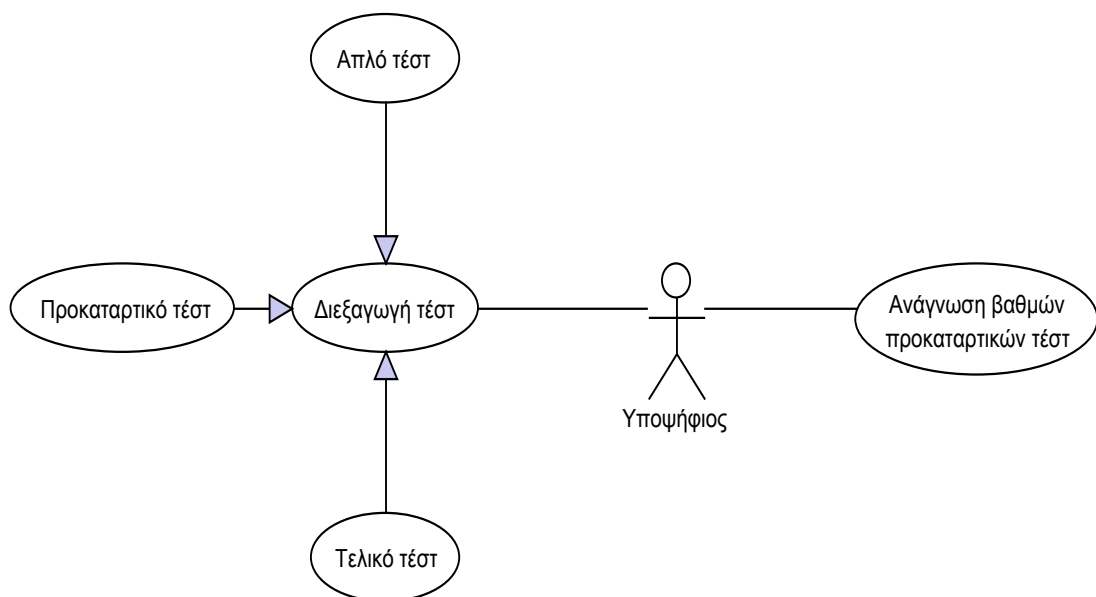 Απλό τέστ
Προκαταρτικό τέστ
Διεξαγωγή τέστ
Ανάγνωση βαθμών
προκαταρτικών τέστ
Υποψήφιος
Τελικό τέστ